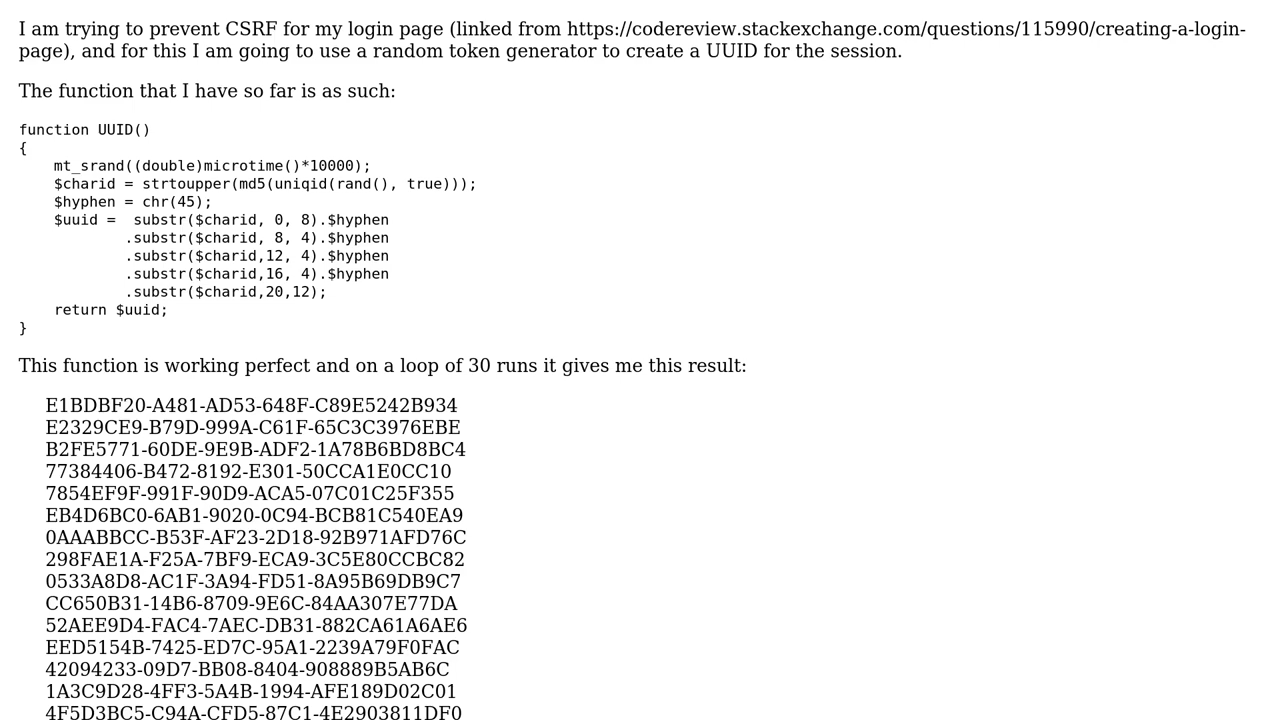 I am trying to prevent CSRF for my login page (linked from https://codereview.stackexchange.com/questions/115990/creating-a-login-
page), and for this I am going to use a random token generator to create a UUID for the session.
The function that I have so far is as such:
function UUID()
{
    mt_srand((double)microtime()*10000);
    $charid = strtoupper(md5(uniqid(rand(), true)));
    $hyphen = chr(45);
    $uuid =  substr($charid, 0, 8).$hyphen
            .substr($charid, 8, 4).$hyphen
            .substr($charid,12, 4).$hyphen
            .substr($charid,16, 4).$hyphen
            .substr($charid,20,12);
    return $uuid;
}
This function is working perfect and on a loop of 30 runs it gives me this result:
E1BDBF20-A481-AD53-648F-C89E5242B934
E2329CE9-B79D-999A-C61F-65C3C3976EBE
B2FE5771-60DE-9E9B-ADF2-1A78B6BD8BC4
77384406-B472-8192-E301-50CCA1E0CC10
7854EF9F-991F-90D9-ACA5-07C01C25F355
EB4D6BC0-6AB1-9020-0C94-BCB81C540EA9
0AAABBCC-B53F-AF23-2D18-92B971AFD76C
298FAE1A-F25A-7BF9-ECA9-3C5E80CCBC82
0533A8D8-AC1F-3A94-FD51-8A95B69DB9C7
CC650B31-14B6-8709-9E6C-84AA307E77DA
52AEE9D4-FAC4-7AEC-DB31-882CA61A6AE6
EED5154B-7425-ED7C-95A1-2239A79F0FAC
42094233-09D7-BB08-8404-908889B5AB6C
1A3C9D28-4FF3-5A4B-1994-AFE189D02C01
4F5D3BC5-C94A-CFD5-87C1-4E2903811DF0